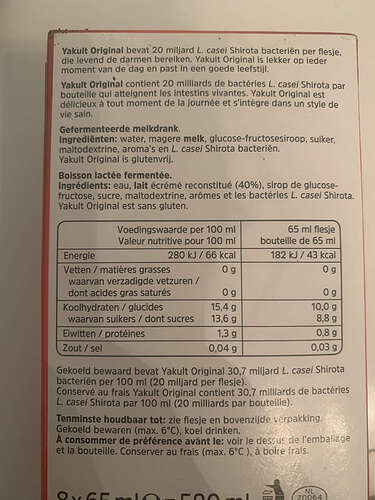 Yakult Original bevat 20 miljard L. casei Shirota bacteriën per flesje,
die levend de darmen bereiken. Yakult Original is lekker op ieder
moment van de dag en past in een goede leefstijl.
Yakult Original contient 20 milliards de bactéries L. casei Shirota par
bouteille qui atteignent les intestins vivantes. Yakult Original est
délicieux à tout moment de la journée et s'intègre dans un style de
vie sain.
Gefermenteerde melkdrank.
Ingrediënten: water, magere melk, glucose-fructosesiroop, suiker,
maltodextrine, aroma's en L. casei Shirota bacteriën.
Yakult Original is glutenvrij.
Boisson lactée fermentée.
Ingrédients: eau, lait écrémé reconstitué (40%), sirop de glucose-
fructose, sucre, maltodextrine, arômes et les bactéries L. casei Shirota.
Yakult Original est sans gluten.
Voedingswaarde per 100 ml 65 ml flesje
Valeur nutritive pour 100 ml bouteille de 65 ml
Energie 280 kJ / 66 kcal 182 kJ / 43 kcal
Vetten / matières grasses 0 g 0 g
waarvan verzadigde vetzuren /
dont acides gras saturés 0 g 0 g
Koolhydraten / glucides 15,4 g 10,0 g
waarvan suikers / dont sucres 13,6 g 8,8 g
Eiwitten / protéines 1,3 g 0,8 g
Zout / sel 0,04 g 0,03 g
Gekoeld bewaard bevat Yakult Original 30,7 miljard L. casei Shirota
bacteriën per 100 ml (20 miljard per flesje).
Conservé au frais Yakult Original contient 30,7 milliards de bactéries
L. casei Shirota par 100 ml (20 milliards par bouteille).
Tenminste houdbaar tot: zie flesje en bovenzijde verpakking.
Gekoeld bewaren (max. 6°C), koel drinken.
À consommer de préférence avant le: voir le dessus de l'emballage
et la bouteille. Conserver au frais (max. 6°C), à boire frais.
8 x 65 ml ℮ = 520 ml
NL
Z0064